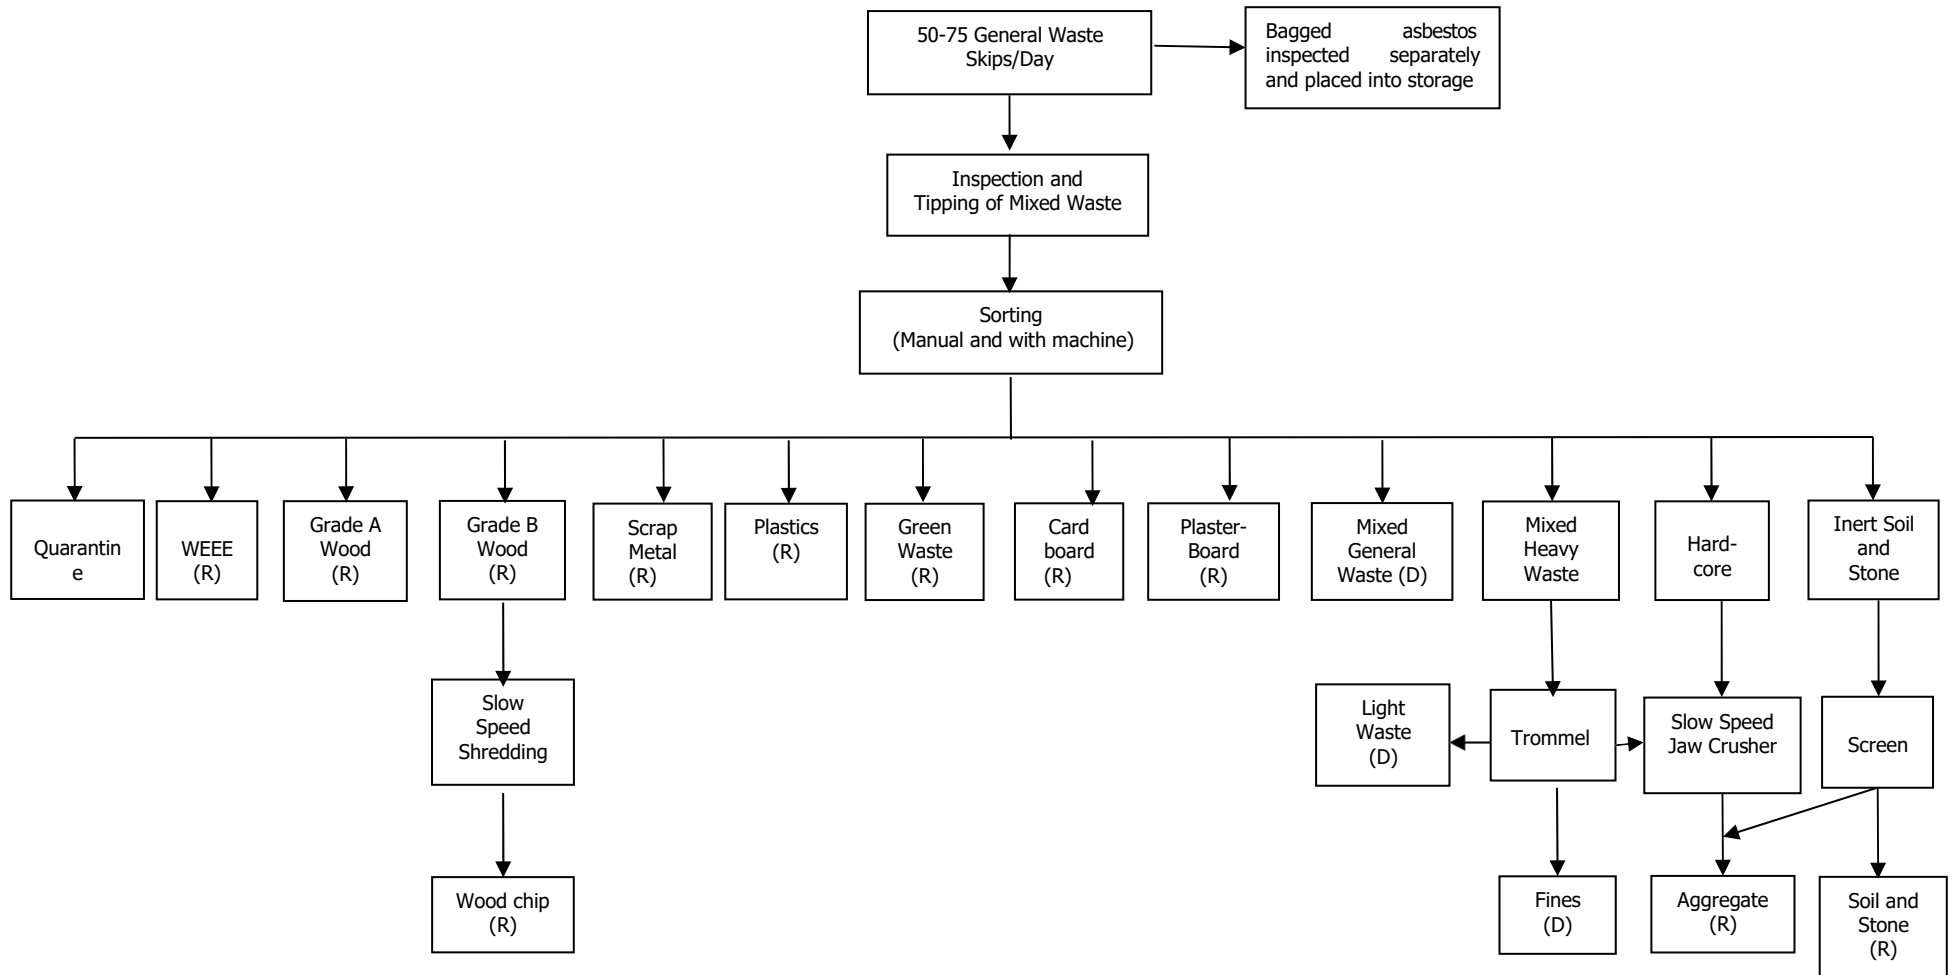 50-75 General Waste
Skips/Day
Bagged asbestos
inspected separately
and placed into storage
Inspection and
Tipping of Mixed Waste
Sorting
(Manual and with machine)
Quarantin
e
WEEE
(R)
Grade A
Wood
(R)
Grade B
Wood
(R)
Scrap
Metal
(R)
Plastics
(R)
Green
Waste
(R)
Card
board
(R)
Plaster-
Board
(R)
Mixed
General
Waste (D)
Mixed
Heavy
Waste
Hard-
core
Inert Soil
and
Stone
Slow
Speed
Shredding
Light
Waste
(D)
Trommel
Slow Speed
Jaw Crusher
Screen
Wood chip
(R)
Fines
(D)
Aggregate
(R)
Soil and
Stone
(R)